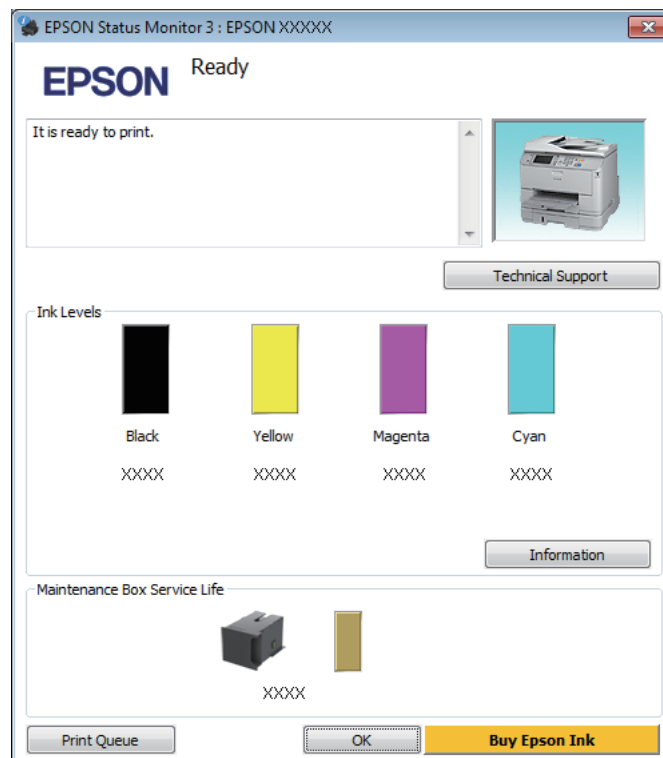 EPSON Status Monitor 3 : EPSON XXXXX
EPSON
Ready
It is ready to print.
Technical Support
Ink Levels
Black Yellow Magenta Cyan
XXXX XXXX XXXX XXXX
Information
Maintenance Box Service Life
XXXX
Print Queue OK Buy Epson Ink